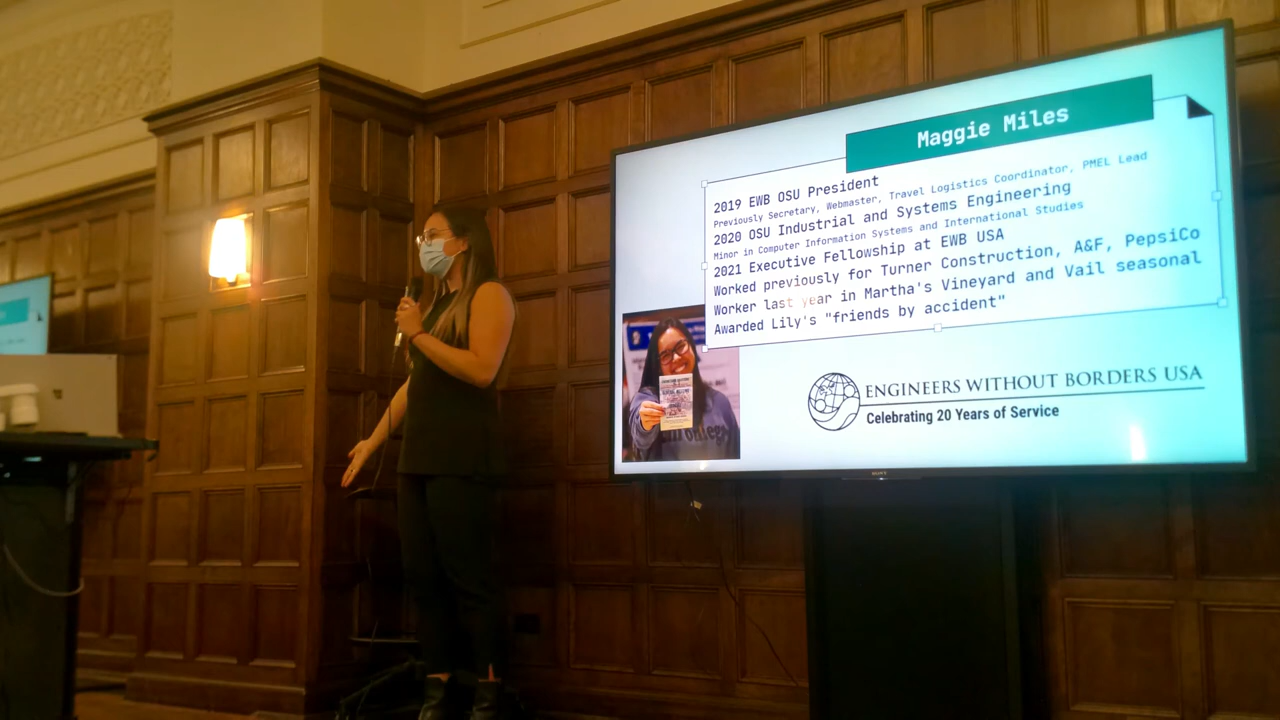 Maggie Miles
2019 EWB OSU President
Previously Secretary, Webmaster, Travel Logistics Coordinator, PMEL Lead
2020 OSU Industrial and Systems Engineering
Minor in Computer Information Systems and International Studies
2021 Executive Fellowship at EWB USA
Worked previously for Turner Construction, A&F, PepsiCo
Worker last year in Martha's Vineyard and Vail seasonal
Awarded Lily's "friends by accident"
ENGINEERS WITHOUT BORDERS USA
Celebrating 20 Years of Service
SONY